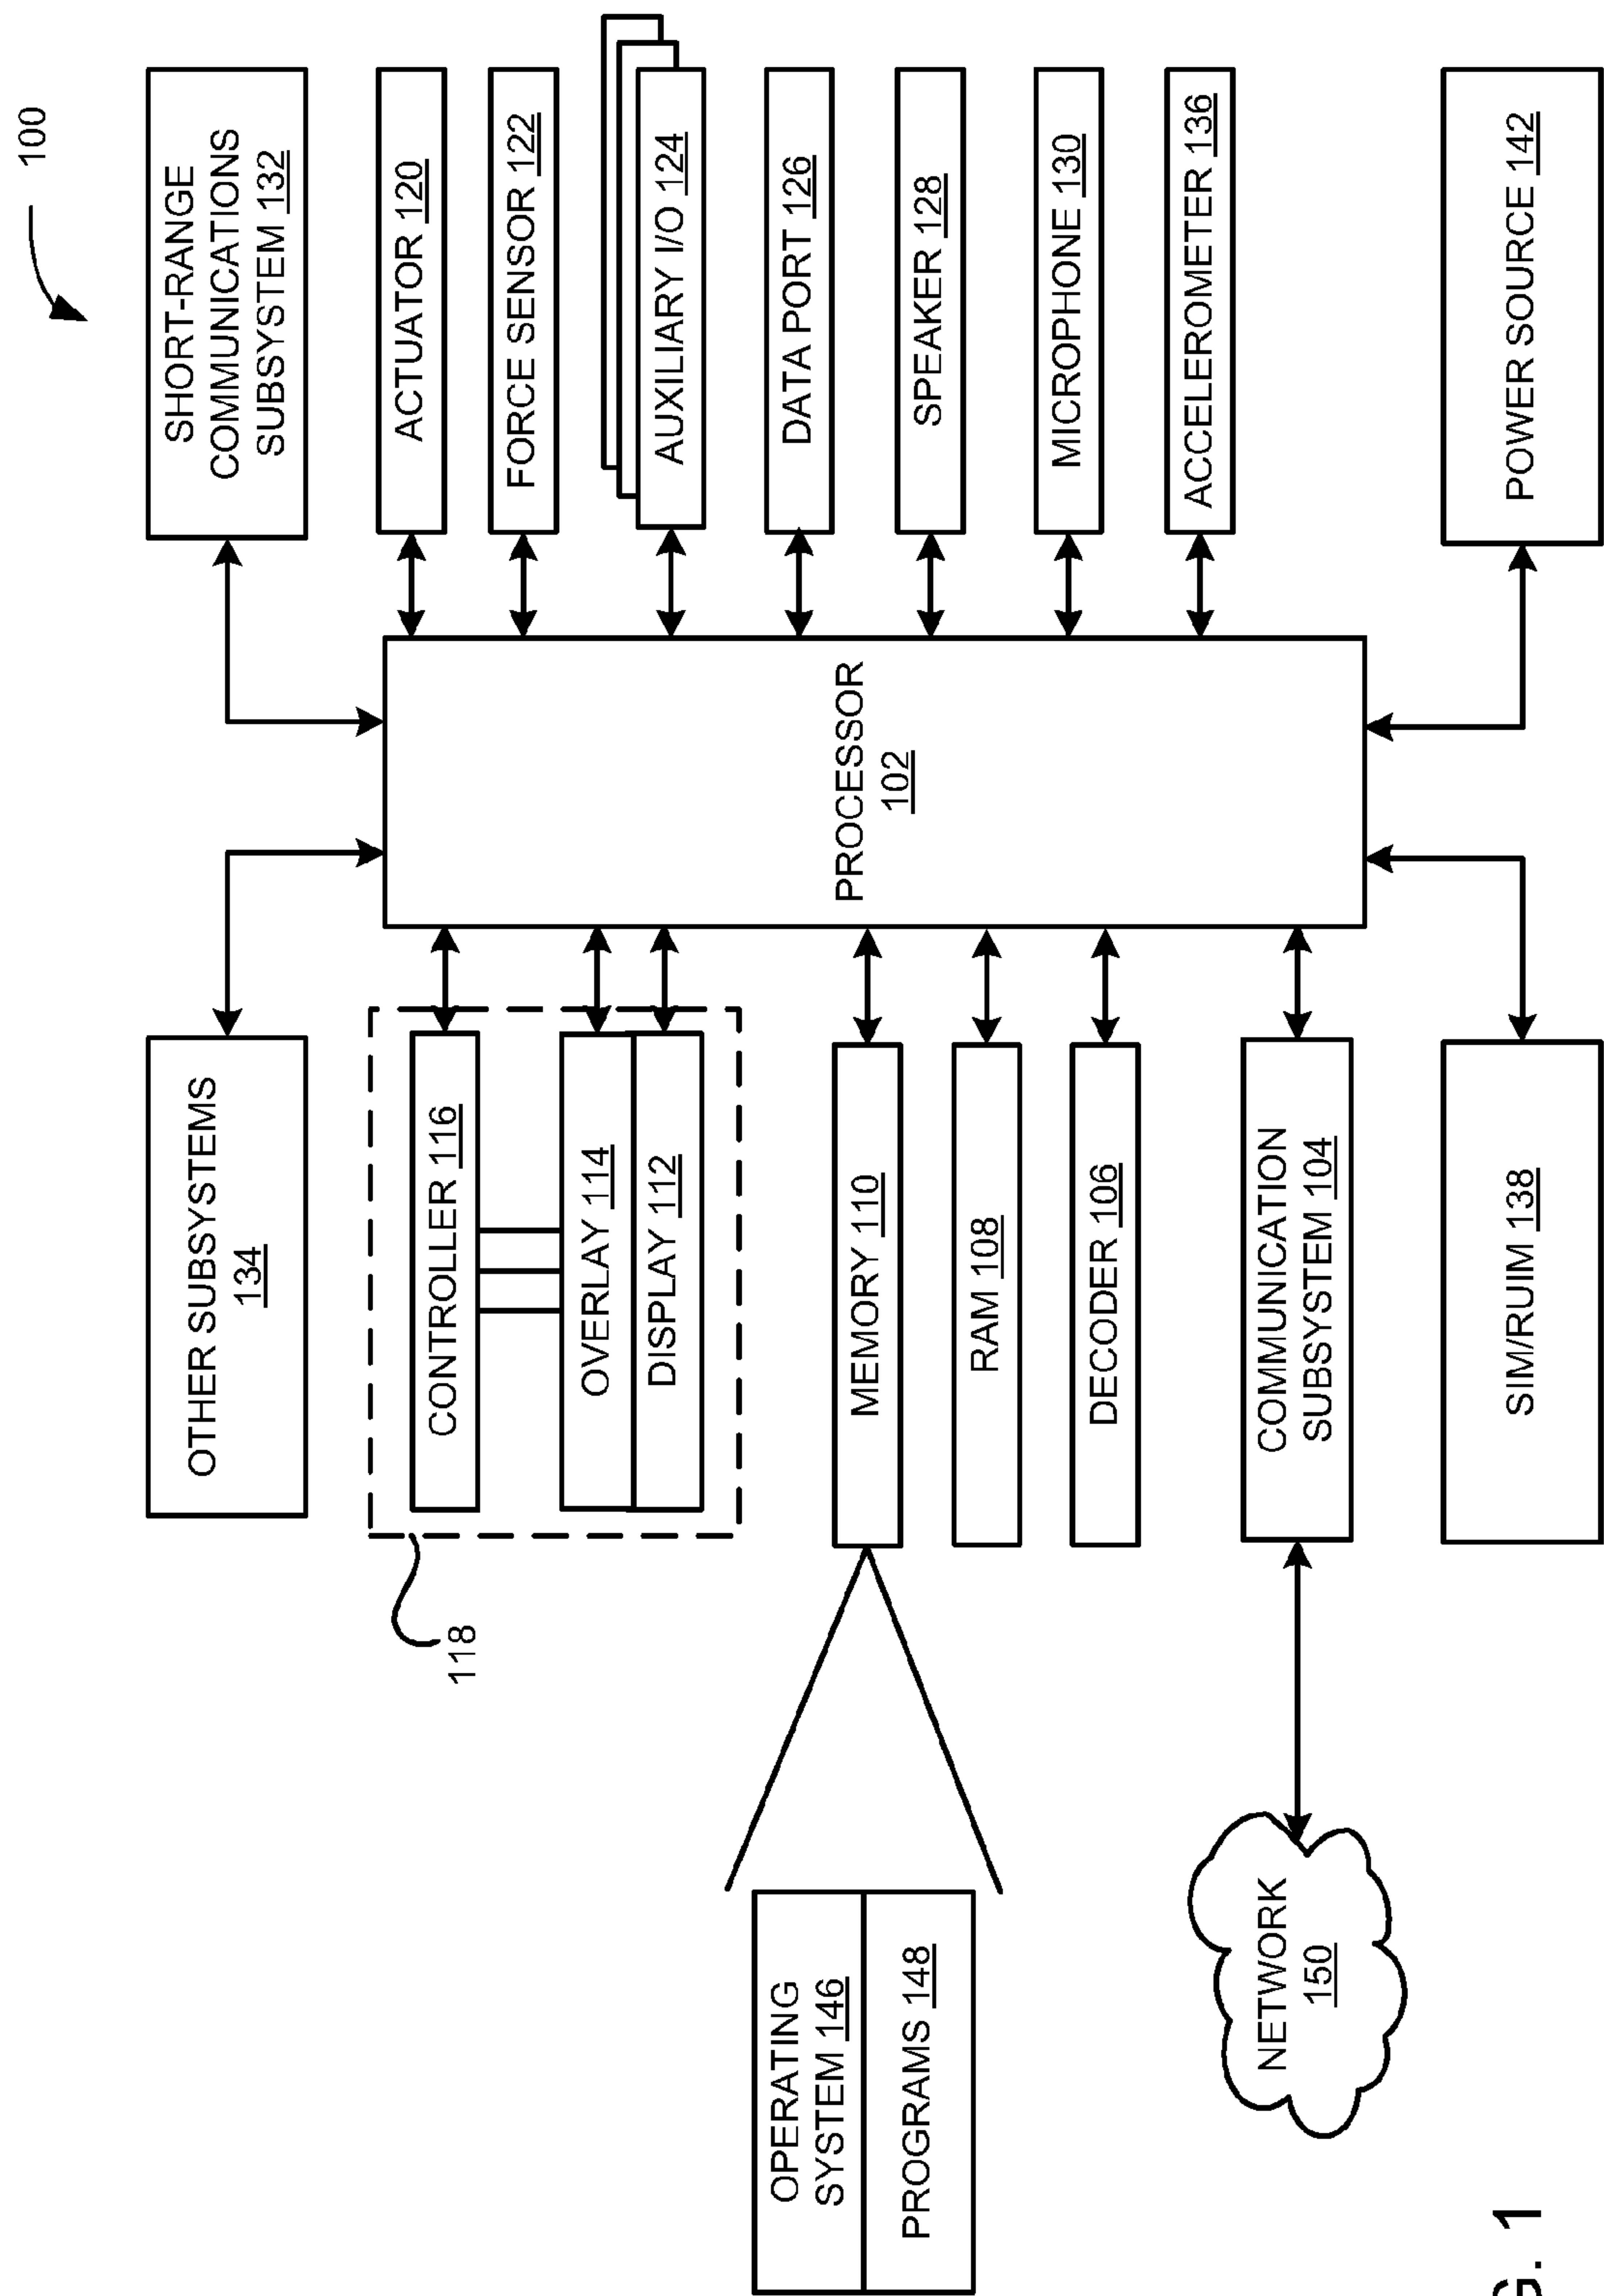 100
OTHER SUBSYSTEMS
134
SHORT-RANGE
COMMUNICATIONS
SUBSYSTEM 132
CONTROLLER 116
118
OVERLAY 114
DISPLAY 112
ACTUATOR 120
FORCE SENSOR 122
AUXILIARY I/O 124
PROCESSOR
102
OPERATING
SYSTEM 146
PROGRAMS 148
MEMORY 110
RAM 108
DECODER 106
DATA PORT 126
SPEAKER 128
MICROPHONE 130
ACCELEROMETER 136
NETWORK
150
COMMUNICATION
SUBSYSTEM 104
SIM/RUIM 138
POWER SOURCE 142
G. 1